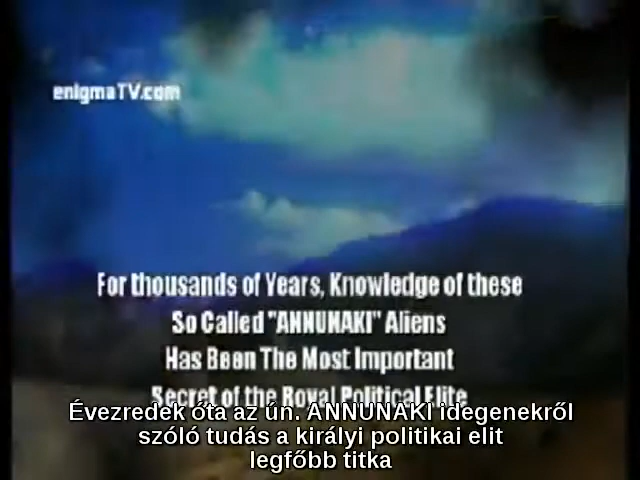 enigmaTV.com
For thousands of Years, Knowledge of these
So Called "ANNUNAKI" Aliens
Has Been The Most Important
Secret of the Royal Political Elite
Évezredek óta az ún. ANNUNAKI idegenekről
szóló tudás a királyi politikai elit
legfőbb titka